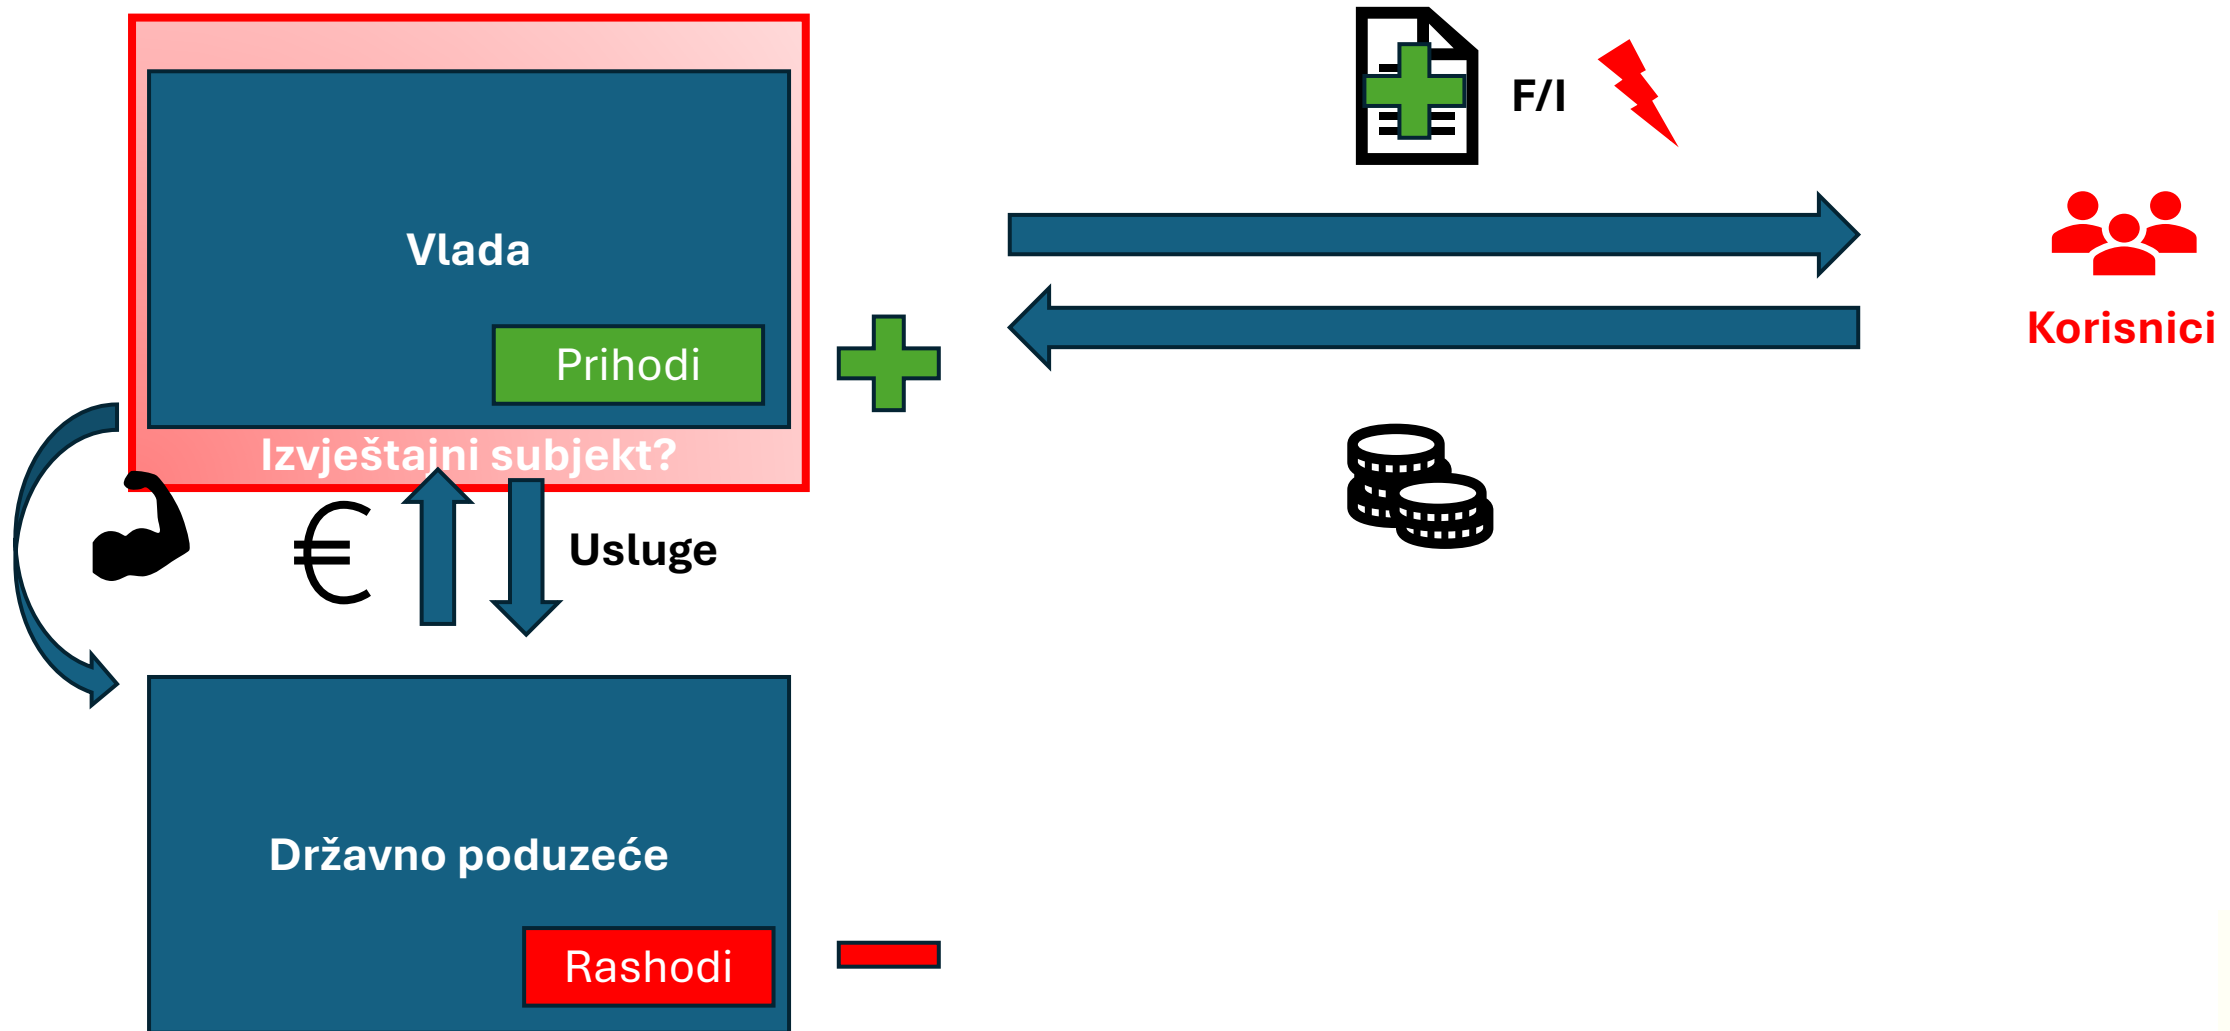 F/I
Vlada
Korisnici
Prihodi
Izvještajni subjekt?
€
Usluge
Državno poduzeće
Rashodi